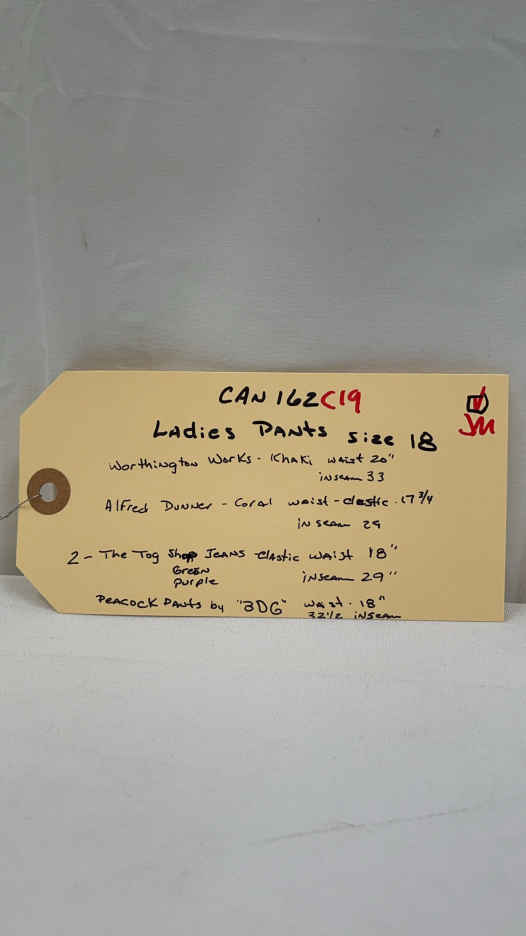 CAN 162C19
JM
Ladies Pants size 18
Worthington Works - Khaki waist 20"
inseam 33
Alfred Dunner - Coral waist - elastic 17 3/4
inseam 29
2 - The Tog Shop Jeans elastic waist 18"
Green
Purple inseam 29"
Peacock Pants by "3DG" waist - 18"
32 1/2 inseam